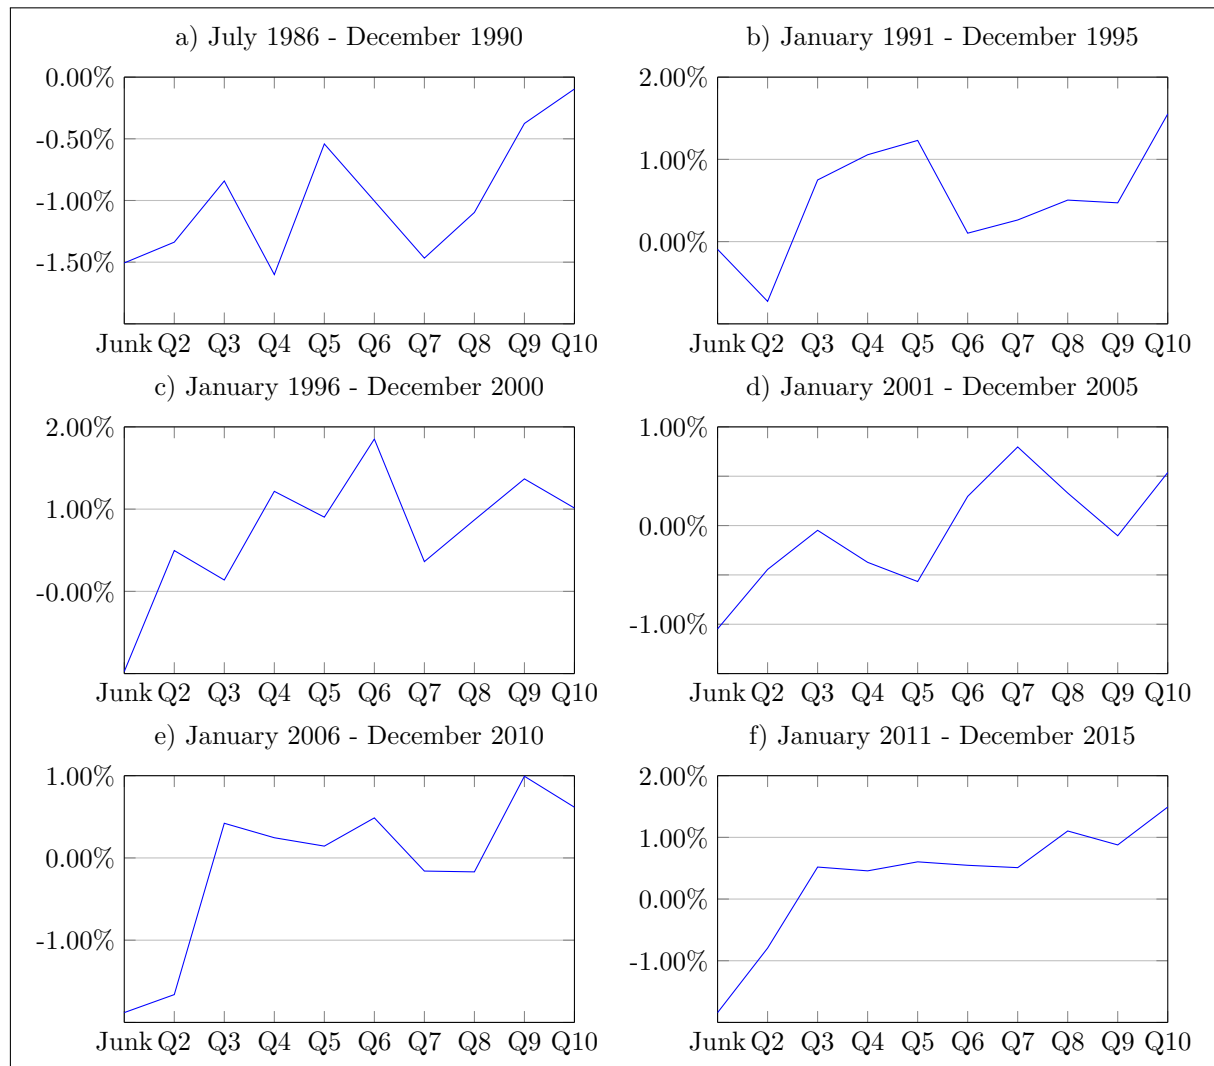 a) July 1986 - December 1990
0.00%
-0.50%
-1.00%
-1.50%
Junk Q2 Q3 Q4 Q5 Q6 Q7 Q8 Q9 Q10
b) January 1991 - December 1995
2.00%
1.00%
0.00%
Junk Q2 Q3 Q4 Q5 Q6 Q7 Q8 Q9 Q10
c) January 1996 - December 2000
2.00%
1.00%
-0.00%
Junk Q2 Q3 Q4 Q5 Q6 Q7 Q8 Q9 Q10
d) January 2001 - December 2005
1.00%
0.00%
-1.00%
Junk Q2 Q3 Q4 Q5 Q6 Q7 Q8 Q9 Q10
e) January 2006 - December 2010
1.00%
0.00%
-1.00%
Junk Q2 Q3 Q4 Q5 Q6 Q7 Q8 Q9 Q10
f) January 2011 - December 2015
2.00%
1.00%
0.00%
-1.00%
Junk Q2 Q3 Q4 Q5 Q6 Q7 Q8 Q9 Q10